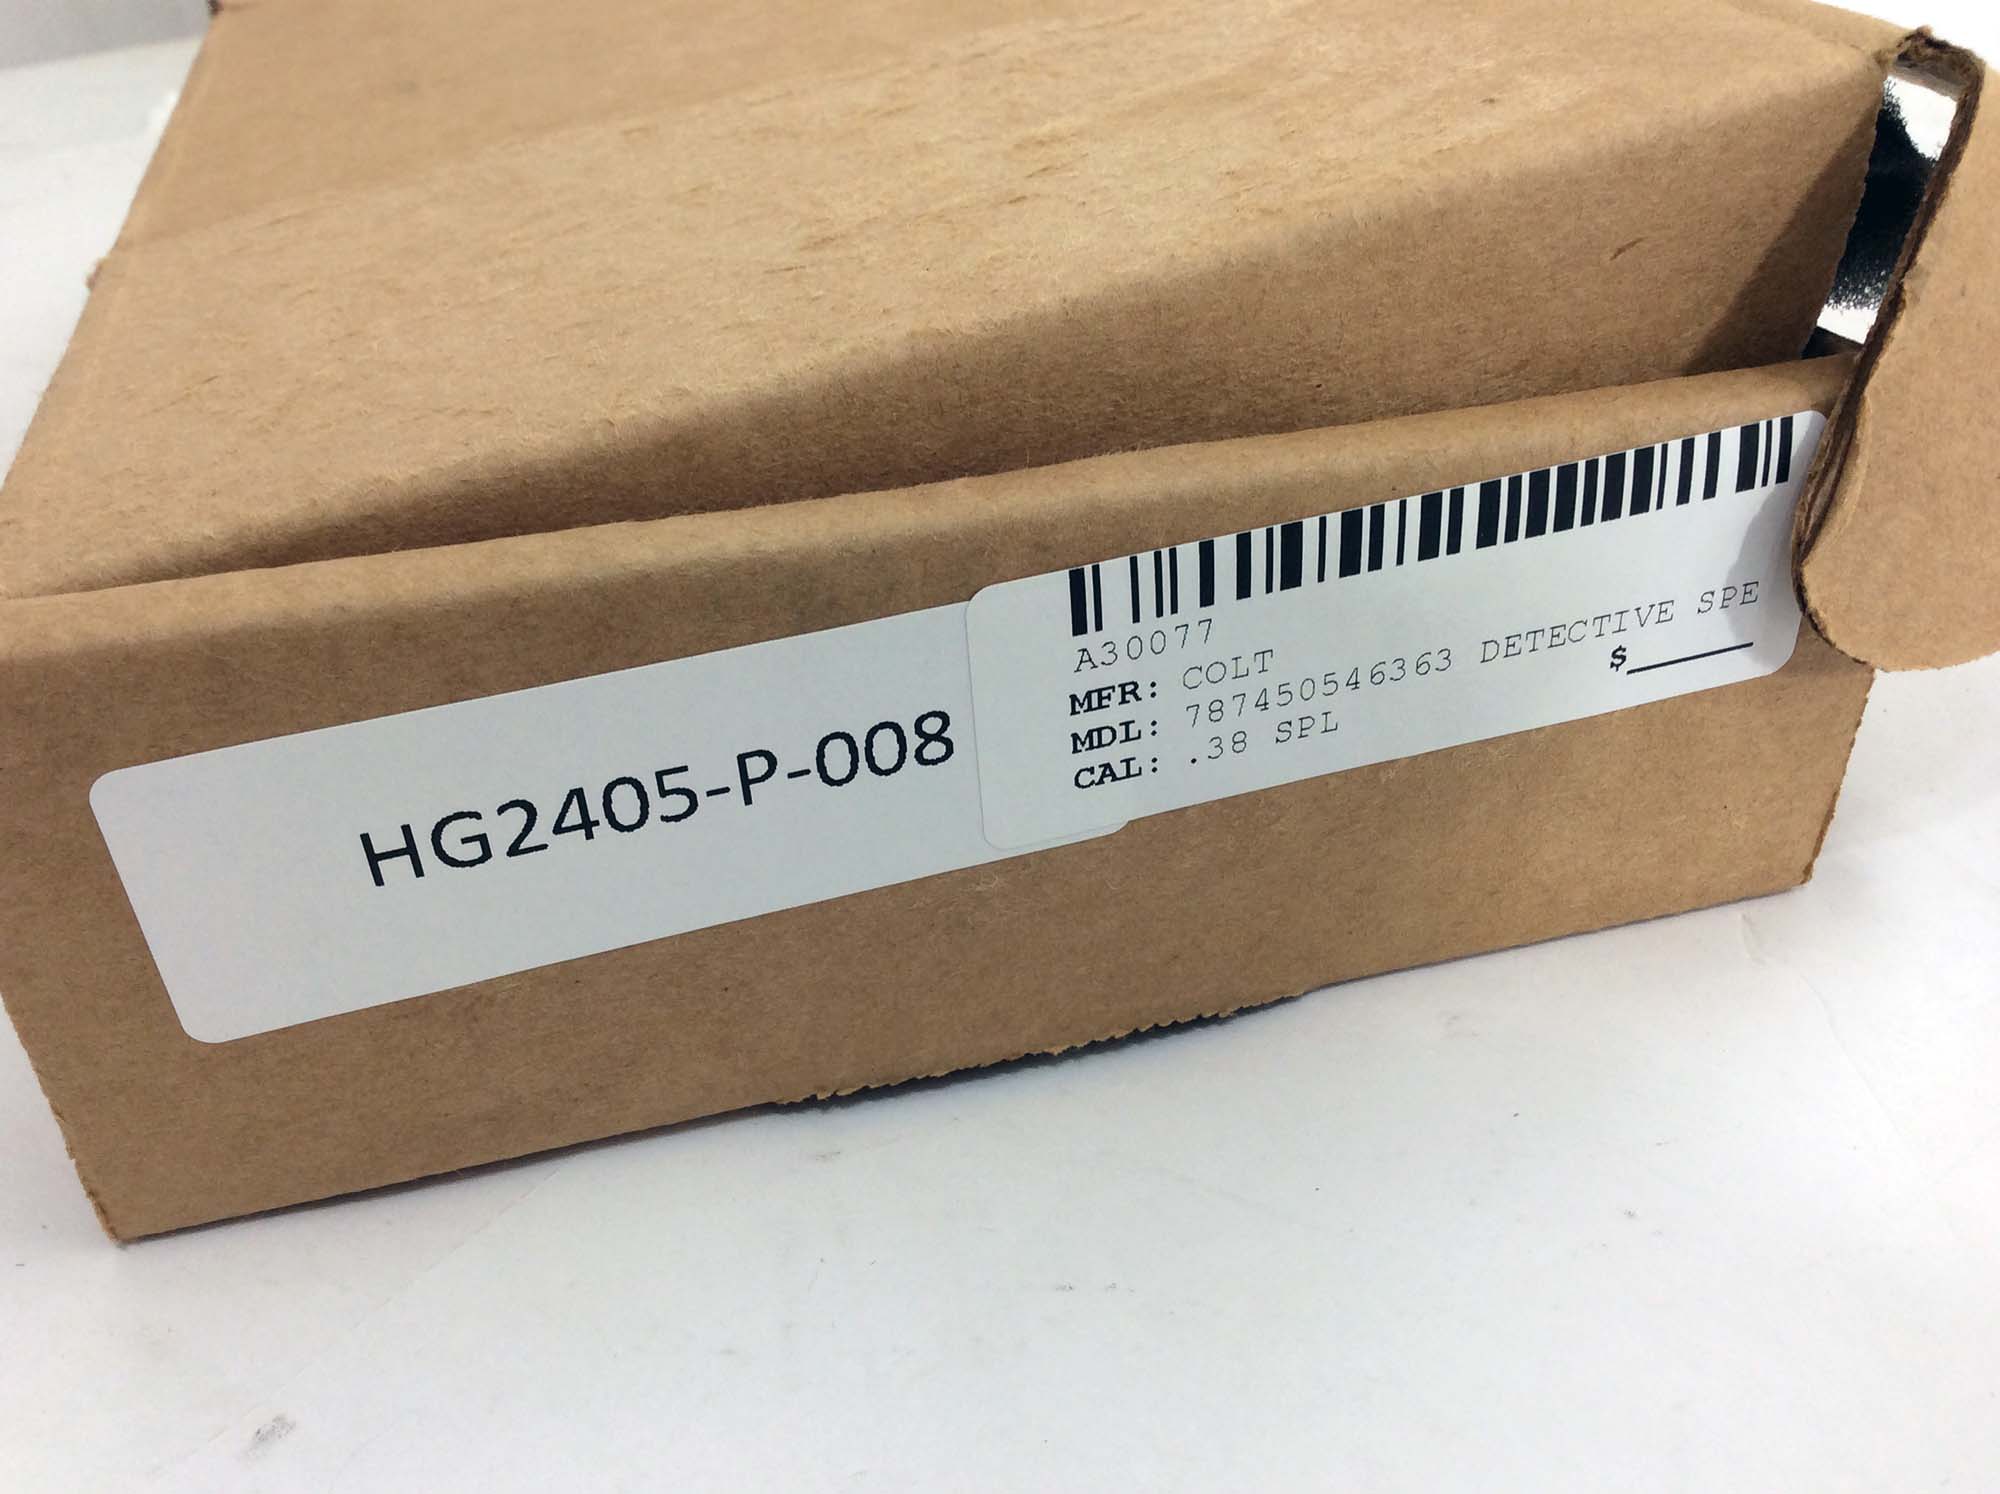 HG2405-P-008
A30077
MFR: COLT
MDL: 787450546363 DETECTIVE SPE
$
CAL: .38 SPL